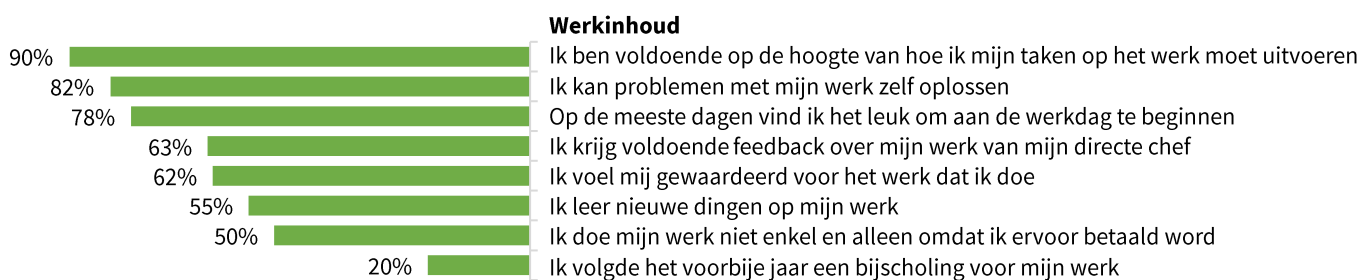 Werkinhoud
90% Ik ben voldoende op de hoogte van hoe ik mijn taken op het werk moet uitvoeren
82% Ik kan problemen met mijn werk zelf oplossen
78% Op de meeste dagen vind ik het leuk om aan de werkdag te beginnen
63% Ik krijg voldoende feedback over mijn werk van mijn directe chef
62% Ik voel mij gewaardeerd voor het werk dat ik doe
55% Ik leer nieuwe dingen op mijn werk
50% Ik doe mijn werk niet enkel en alleen omdat ik ervoor betaald word
20% Ik volgde het voorbije jaar een bijscholing voor mijn werk